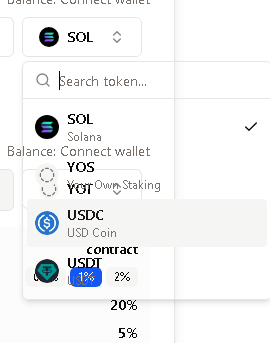 Balance: Connect wallet
SOL
Search token...
SOL
Solana
Balance: Connect wallet
YOS
Your Own Staking
YOT
USDC
USD Coin
contract
USDT
1%
2%
20%
5%